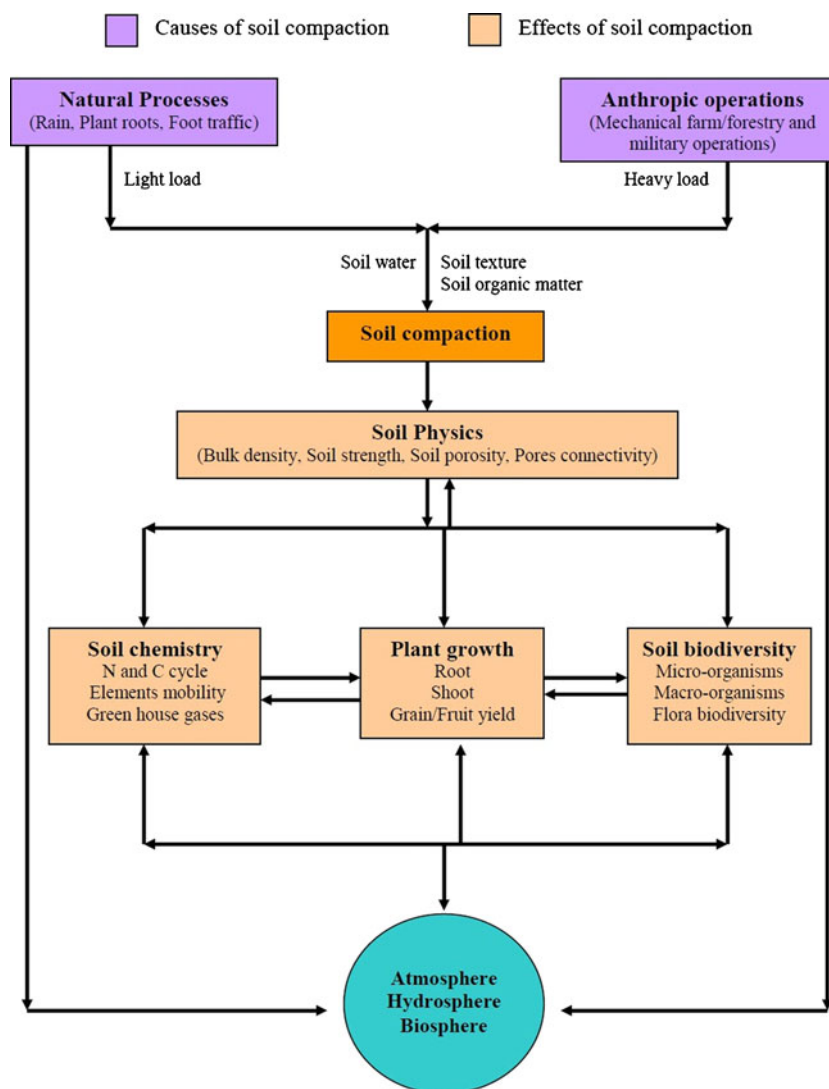 Causes of soil compaction
Effects of soil compaction
Natural Processes
(Rain, Plant roots, Foot traffic)
Anthropic operations
(Mechanical farm/forestry and
military operations)
Light load
Heavy load
Soil water
Soil texture
Soil organic matter
Soil compaction
Soil Physics
(Bulk density, Soil strength, Soil porosity, Pores connectivity)
Soil chemistry
N and C cycle
Elements mobility
Green house gases
Plant growth
Root
Shoot
Grain/Fruit yield
Soil biodiversity
Micro-organisms
Macro-organisms
Flora biodiversity
Atmosphere
Hydrosphere
Biosphere